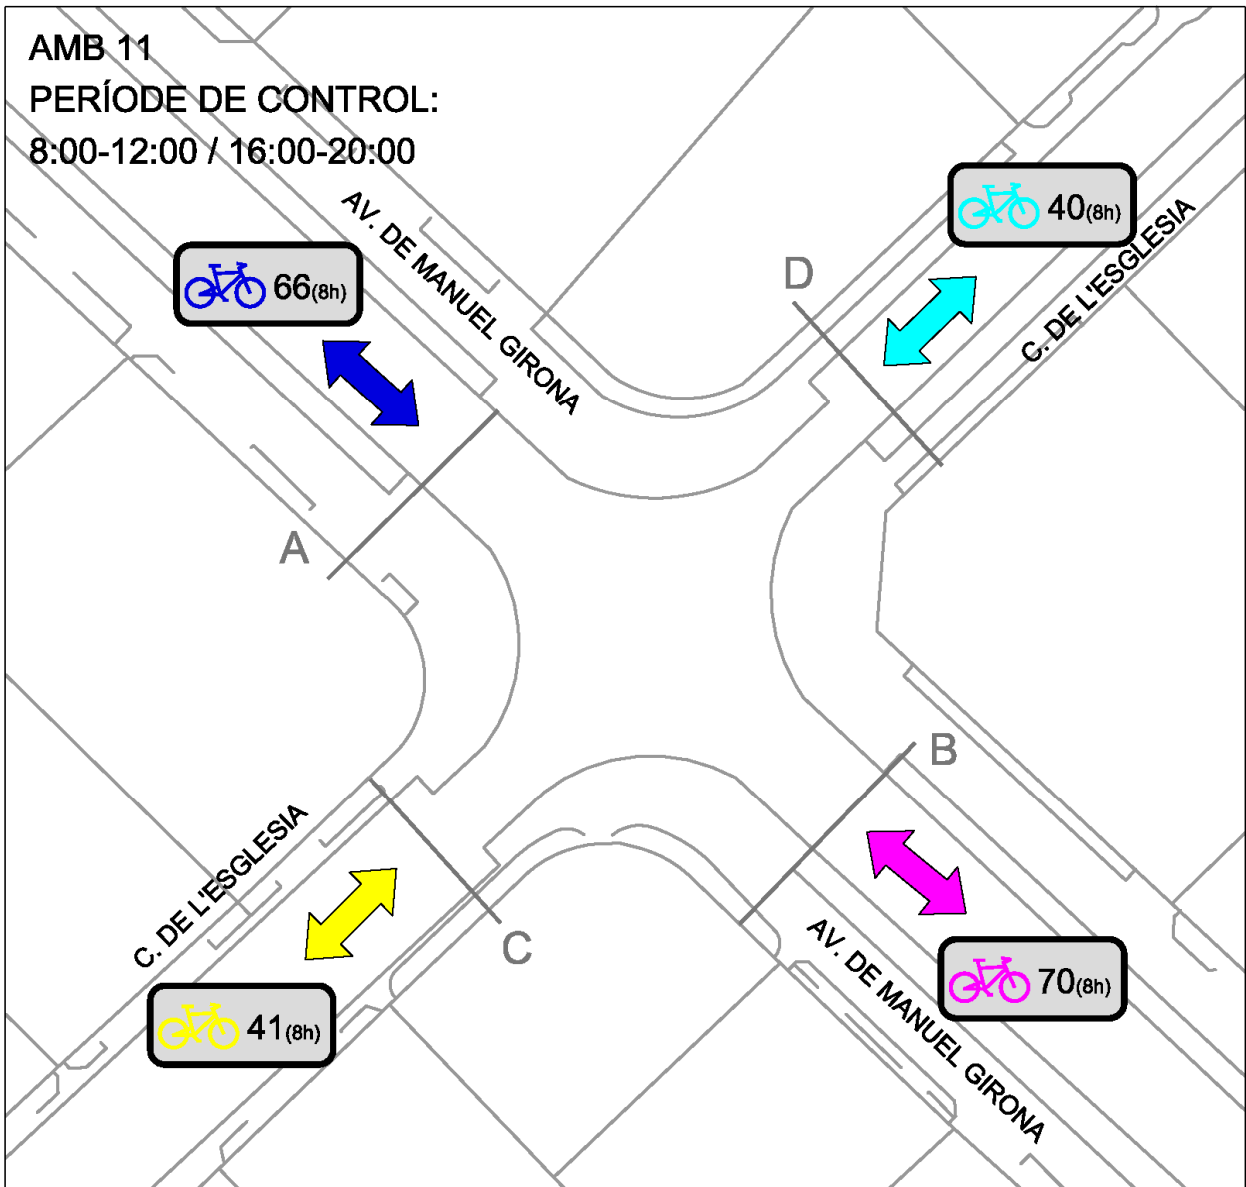 AMB 11
PERÍODE DE CONTROL:
8:00-12:00 / 16:00-20:00
AV. DE MANUEL GIRONA
40(8h)
C. DE L'ESGLESIA
66(8h)
D
A
B
C. DE L'ESGLESIA
C
AV. DE MANUEL GIRONA
70(8h)
41(8h)